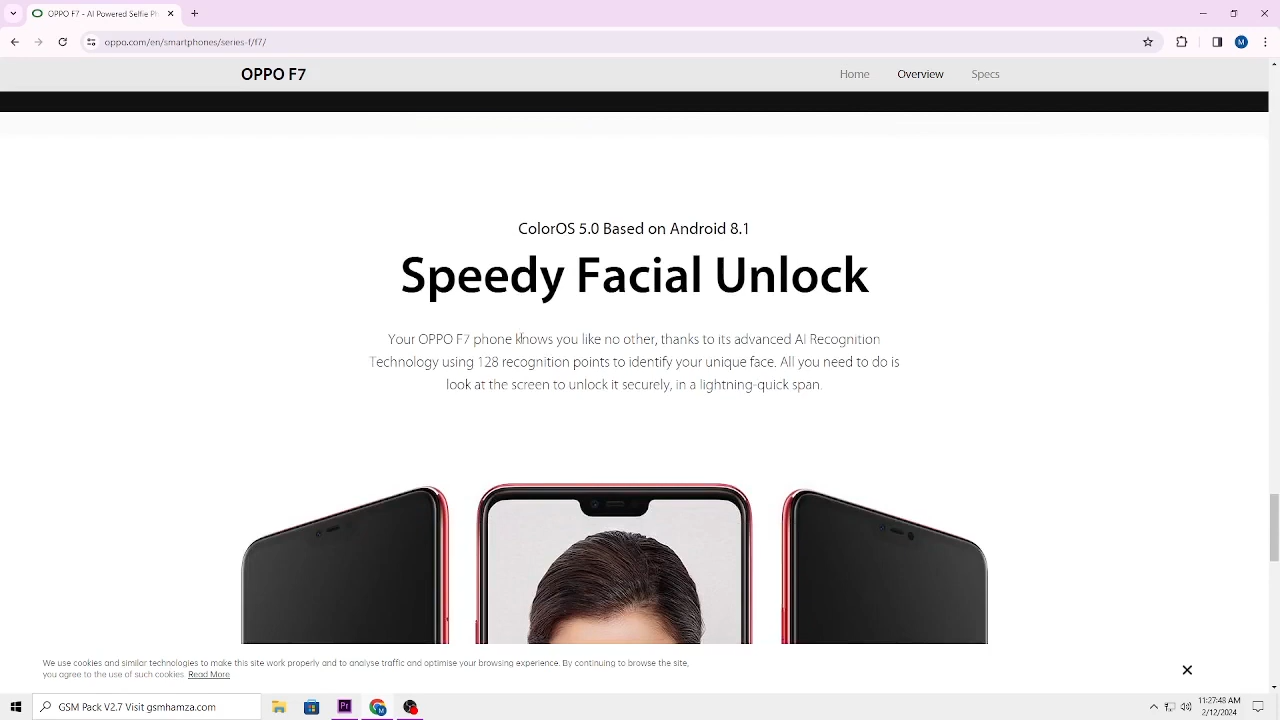 OPPO F7 - AI Powered Selfie Ph
oppo.com/en/smartphones/series-f/f7/
M
OPPO F7
Home Overview Specs
ColorOS 5.0 Based on Android 8.1
Speedy Facial Unlock
Your OPPO F7 phone knows you like no other, thanks to its advanced AI Recognition
Technology using 128 recognition points to identify your unique face. All you need to do is
look at the screen to unlock it securely, in a lightning-quick span.
We use cookies and similar technologies to make this site work properly and to analyse traffic and optimise your browsing experience. By continuing to browse the site,
you agree to the use of such cookies. Read More
GSM Pack V2.7 Visit gsmhamza.com
Pr
11:27:48 AM
2/12/2024